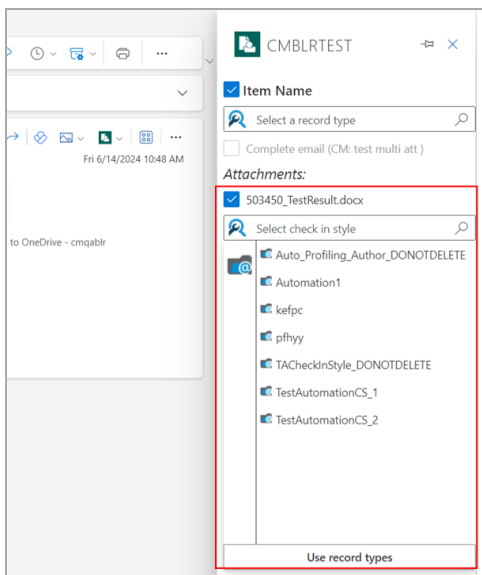 CMBLRTEST
Item Name
Select a record type
Complete email (CM: test multi att )
Fri 6/14/2024 10:48 AM
Attachments:
503450_TestResult.docx
Select check in style
to OneDrive - cmqablr
Auto_Profiling_Author_DONOTDELETE
Automation1
kefpc
pfhyy
TACheckInStyle_DONOTDELETE
TestAutomationCS_1
TestAutomationCS_2
Use record types